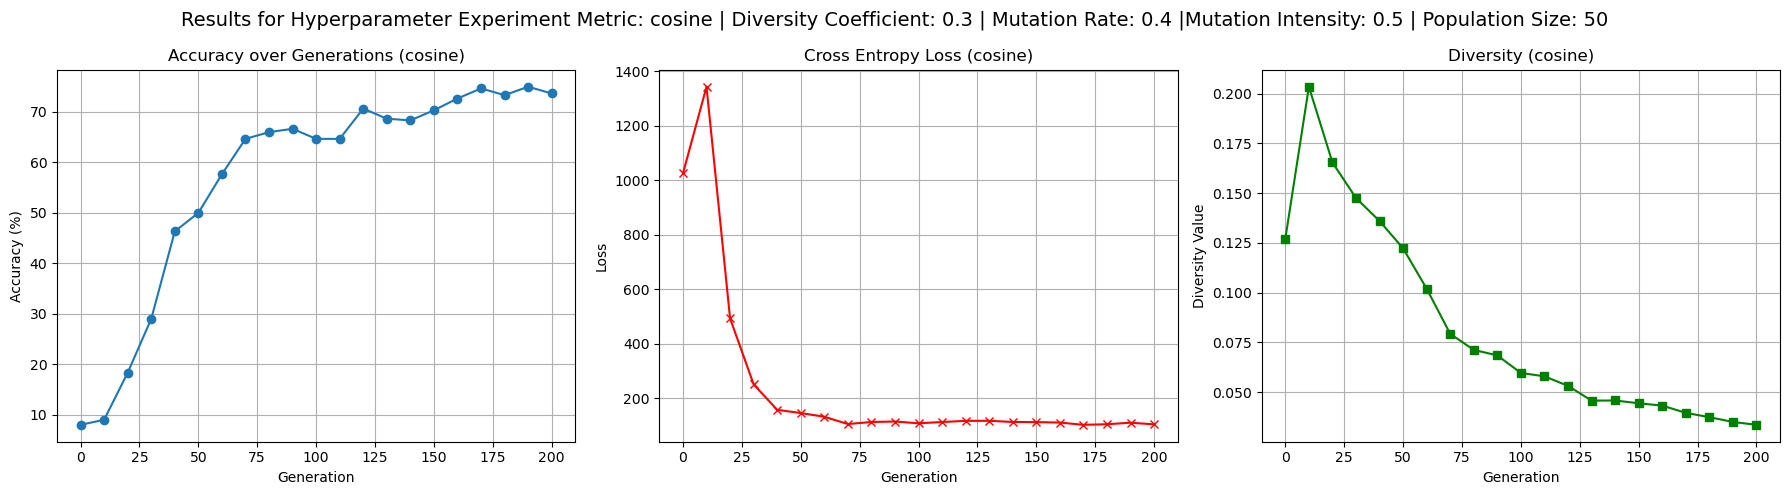 Results for Hyperparameter Experiment Metric: cosine | Diversity Coefficient: 0.3 | Mutation Rate: 0.4 |Mutation Intensity: 0.5 | Population Size: 50
Accuracy over Generations (cosine)
Accuracy (%)
70
60
50
40
30
20
10
0 25 50 75 100 125 150 175 200
Generation
Cross Entropy Loss (cosine)
Loss
1400
1200
1000
800
600
400
200
0 25 50 75 100 125 150 175 200
Generation
Diversity (cosine)
Diversity Value
0.200
0.175
0.150
0.125
0.100
0.075
0.050
0 25 50 75 100 125 150 175 200
Generation